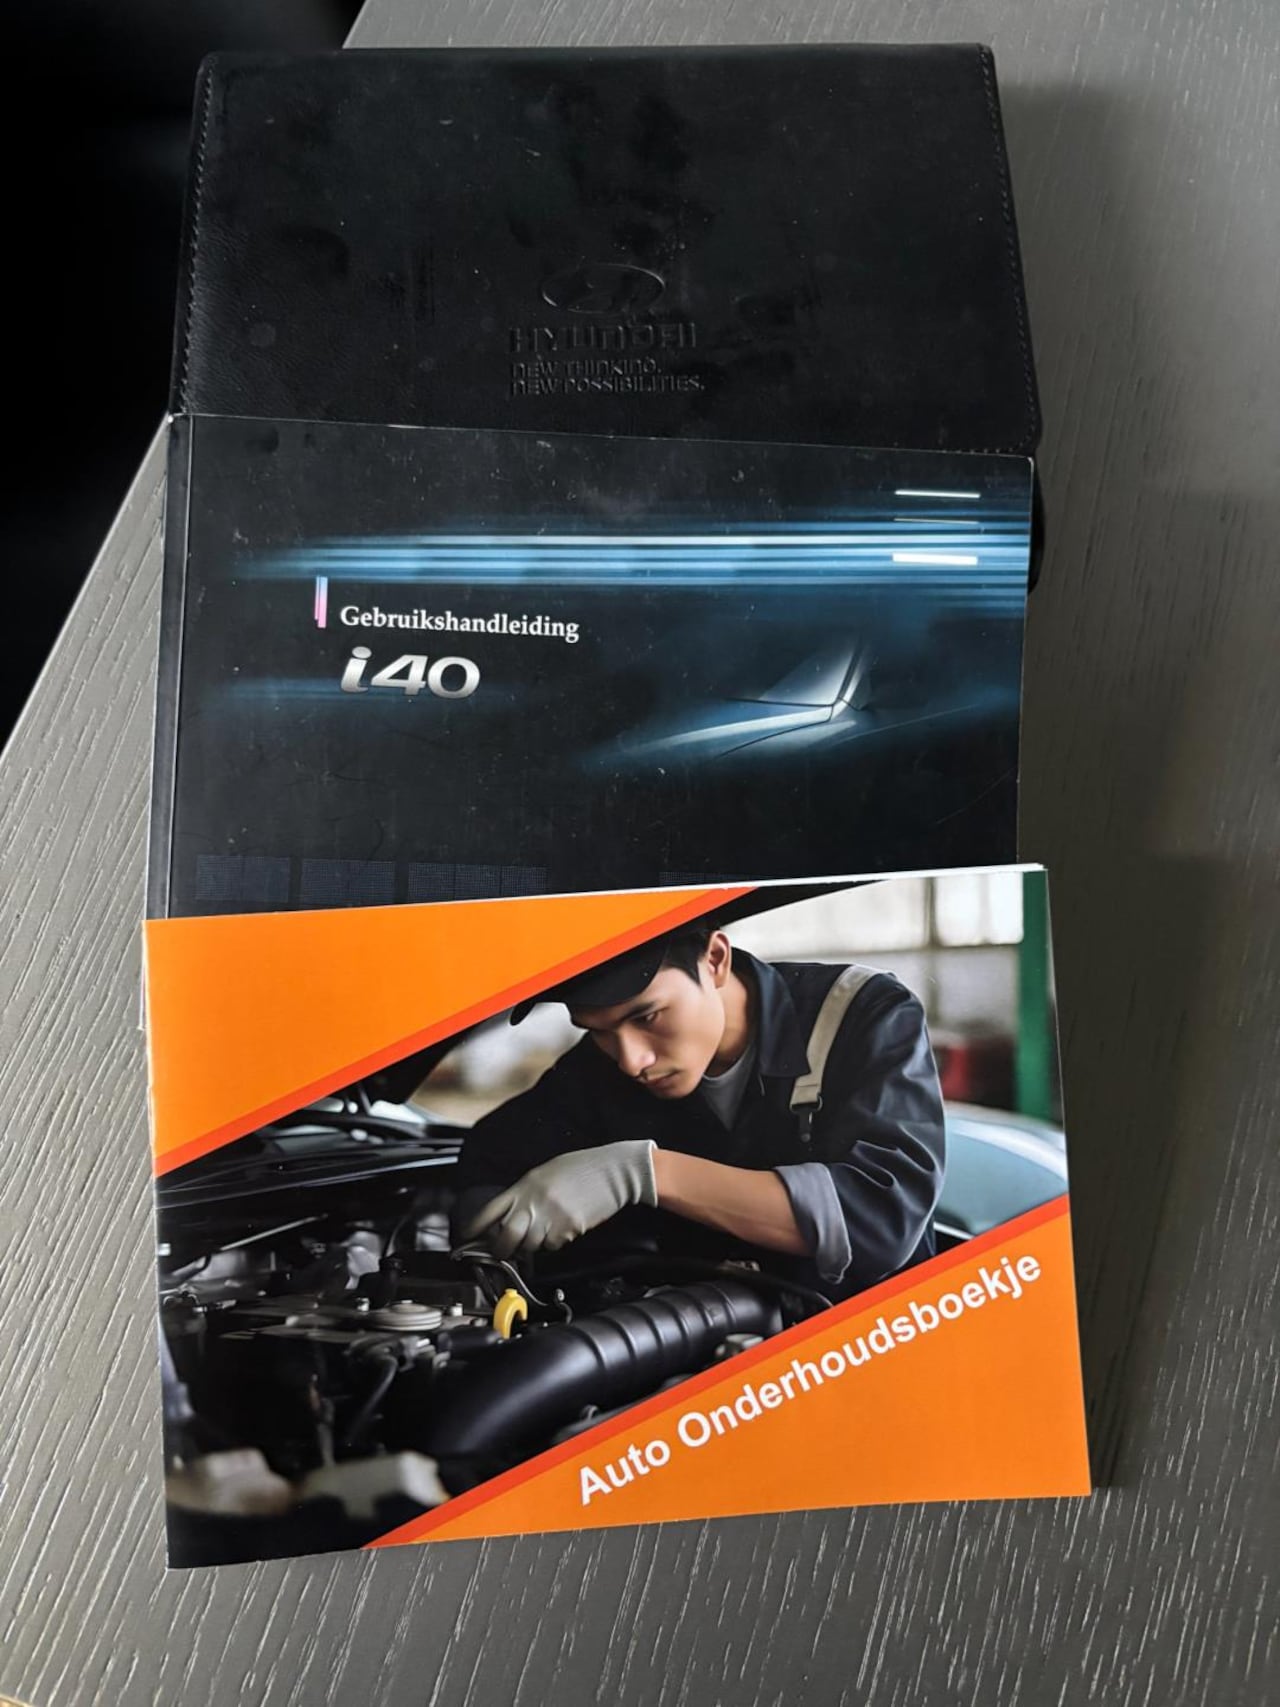 HYUNDAI
NEW THINKING.
NEW POSSIBILITIES.
Gebruikshandleiding
i40
Auto Onderhoudsboekje